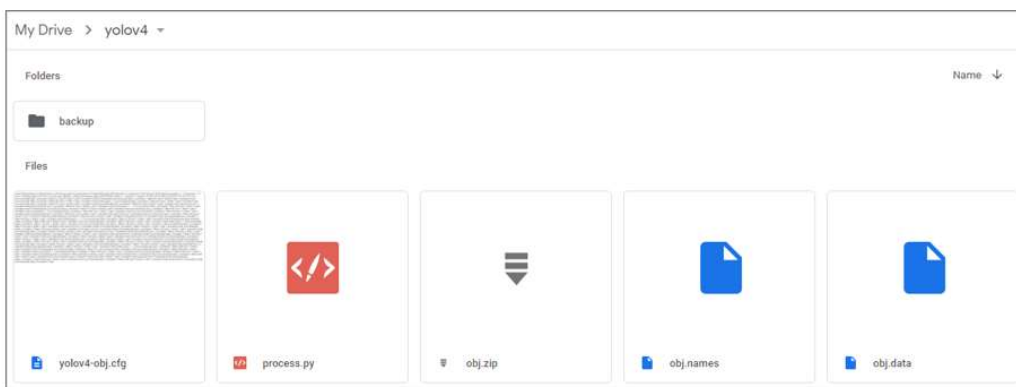 My Drive > yolov4
Folders
Name ↓
backup
Files
yolov4-obj.cfg
process.py
obj.zip
obj.names
obj.data